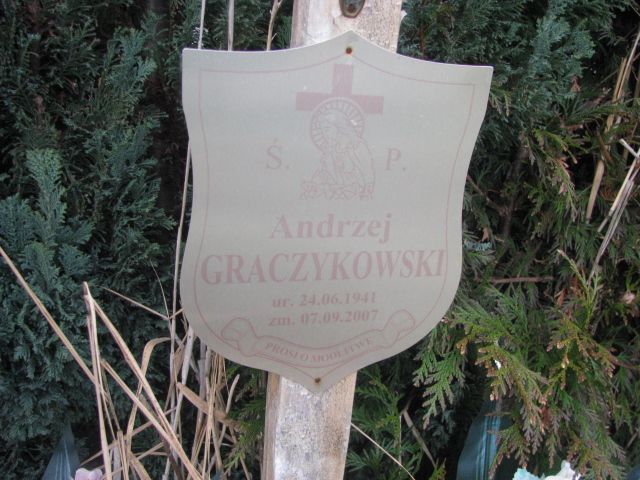 Ś. P.
Andrzej
GRACZYKOWSKI
ur. 24.06.1941
zm. 07.09.2007
PROSI O MODLITWĘ